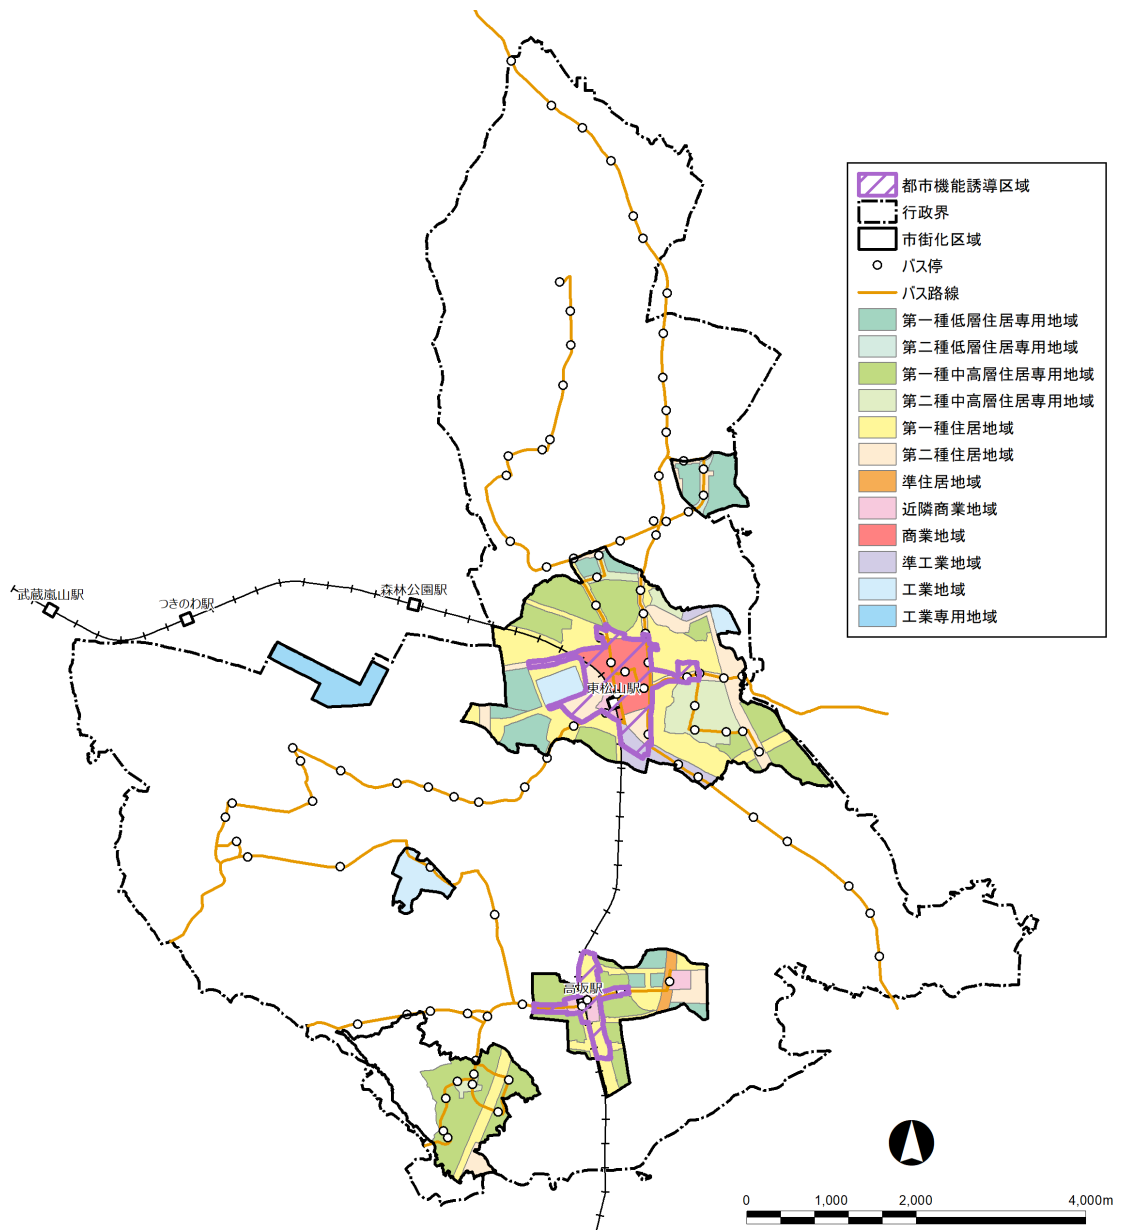 都市機能誘導区域
行政界
市街化区域
バス停
バス路線
第一種低層住居専用地域
第二種低層住居専用地域
第一種中高層住居専用地域
第二種中高層住居専用地域
第一種住居地域
第二種住居地域
準住居地域
近隣商業地域
商業地域
準工業地域
工業地域
工業専用地域
武蔵嵐山駅
つきのわ駅
森林公園駅
東松山駅
高坂駅
0 1,000 2,000 4,000m